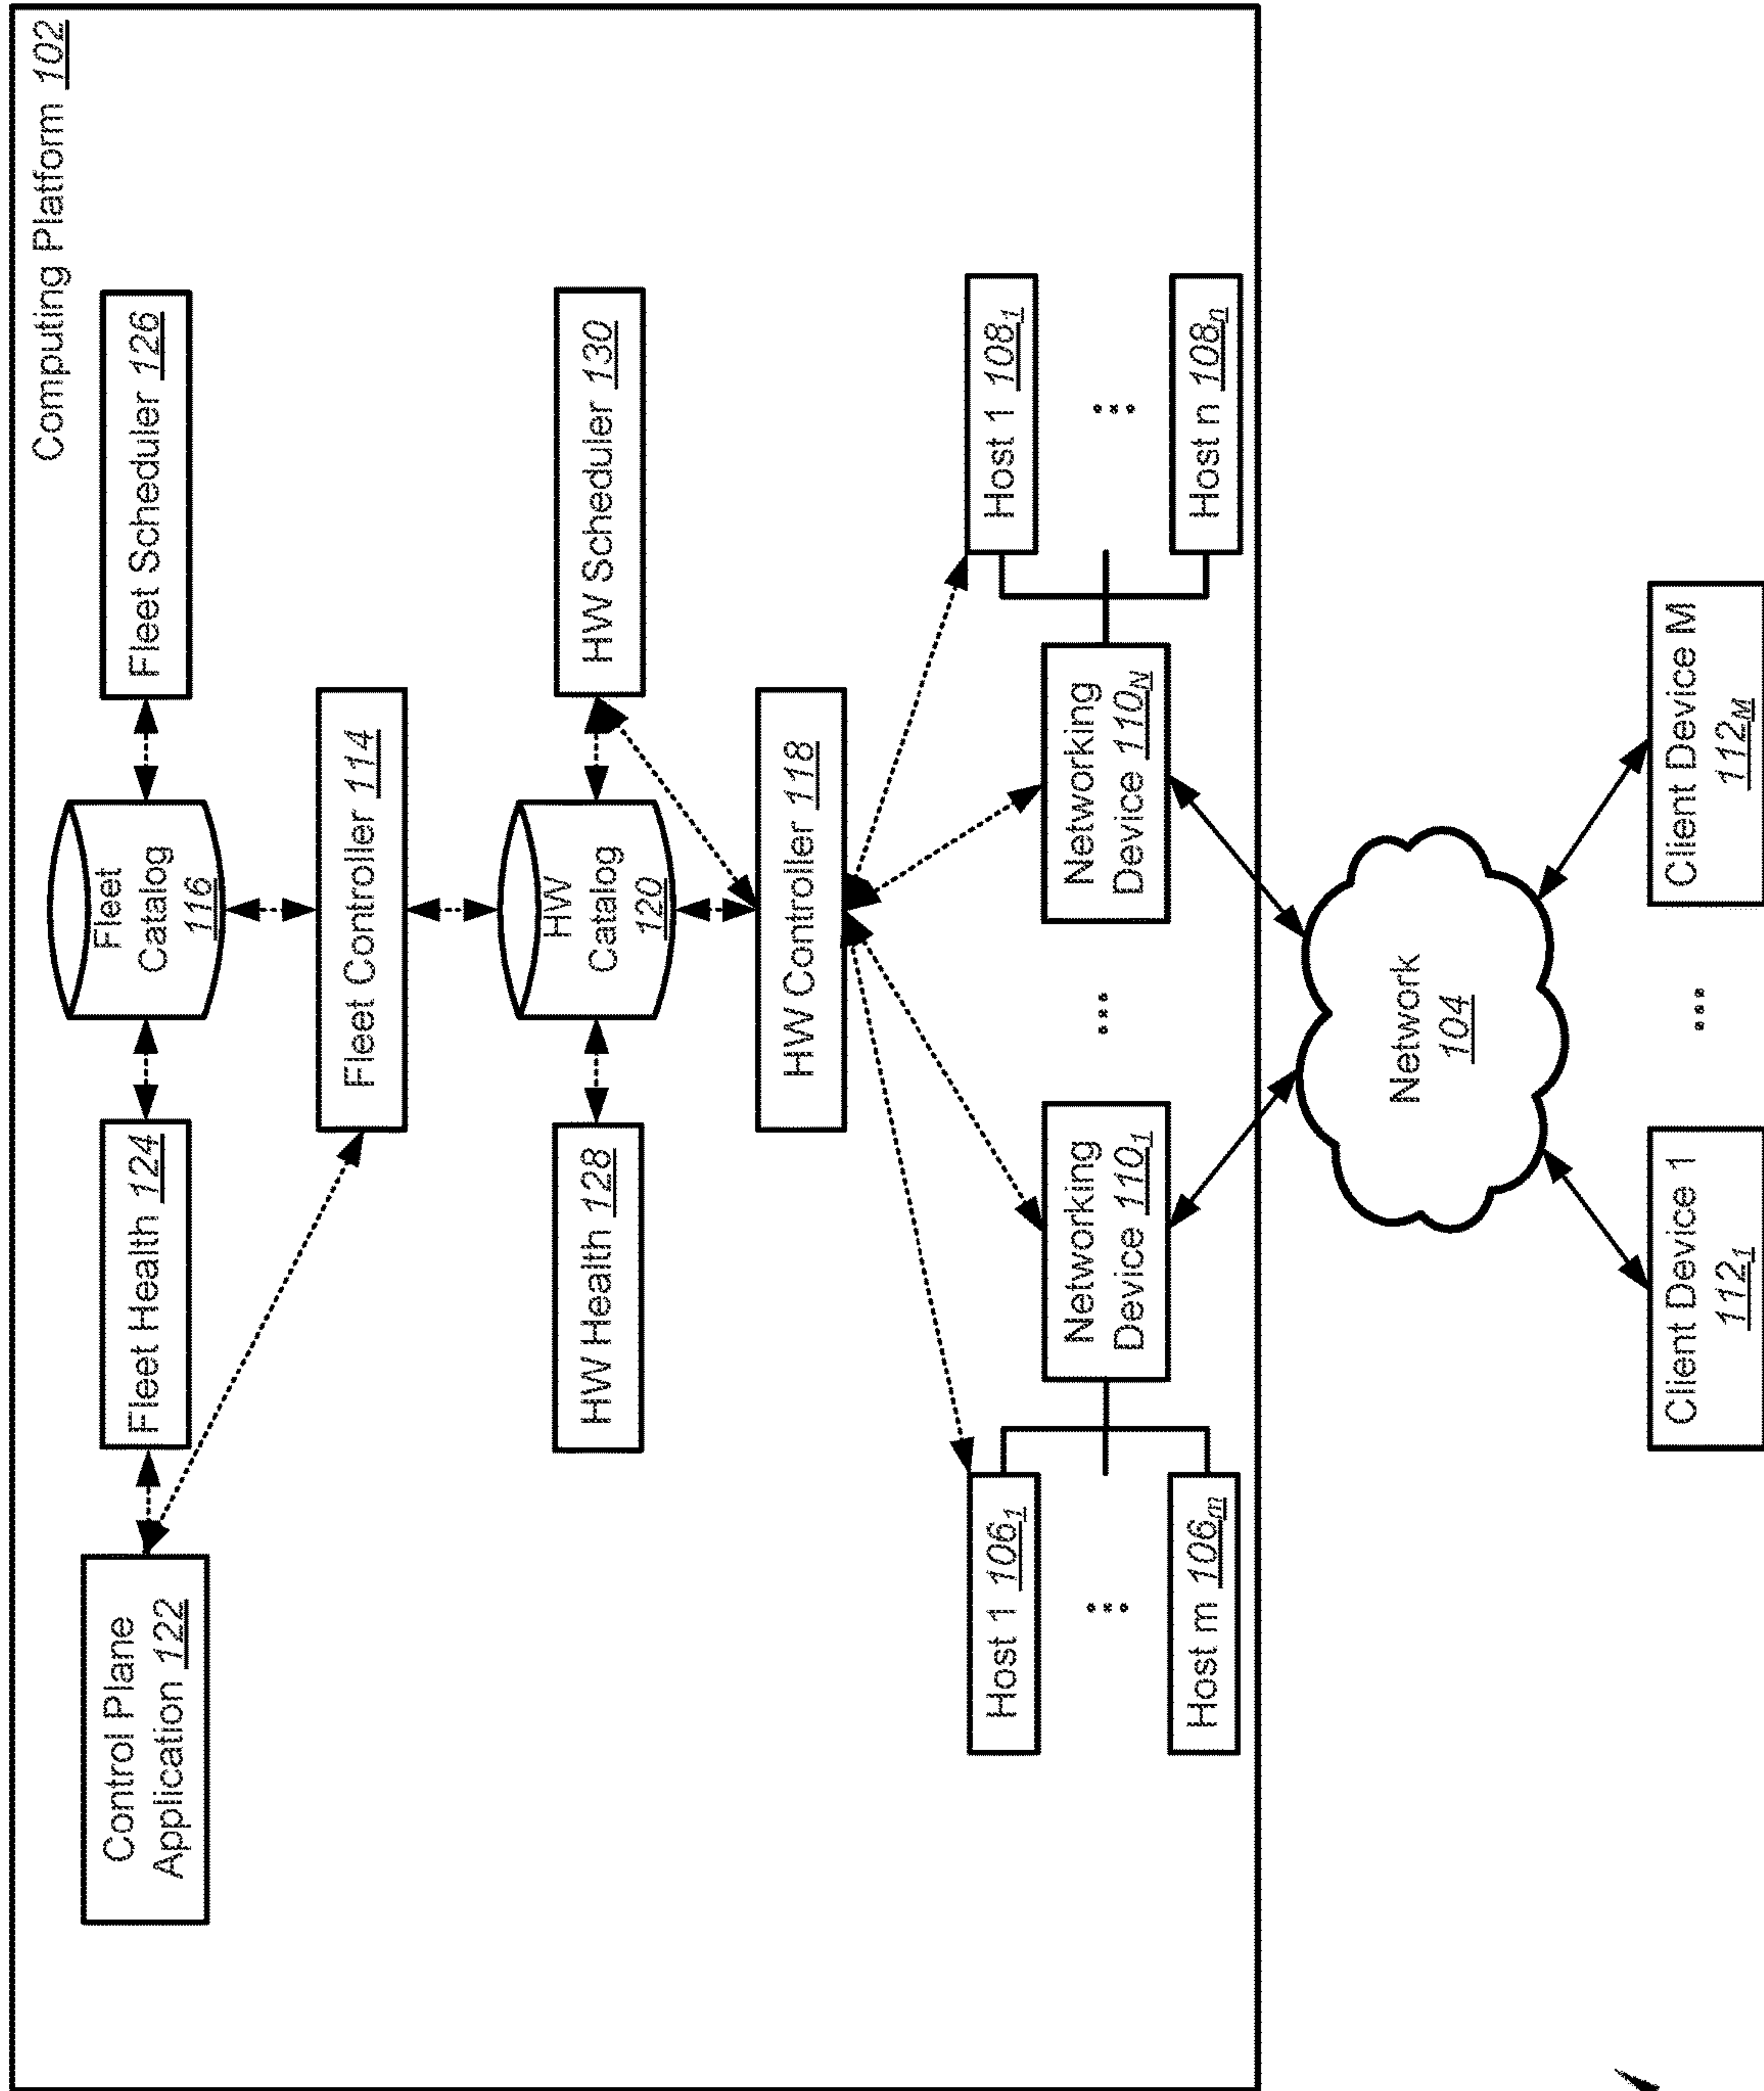 Computing Platform 102
Control Plane
Application 122
Fleet Health 124
Fleet
Catalog
116
Fleet Scheduler 126
Fleet Controller 114
HW Health 128
HW
Catalog
120
HW Scheduler 130
HW Controller 118
Host 1 106₁
...
Host m 106ₘ
Networking
Device 110₁
...
Networking
Device 110_N
Host 1 108₁
...
Host n 108ₙ
Network
104
Client Device 1
112₁
...
Client Device M
112_M